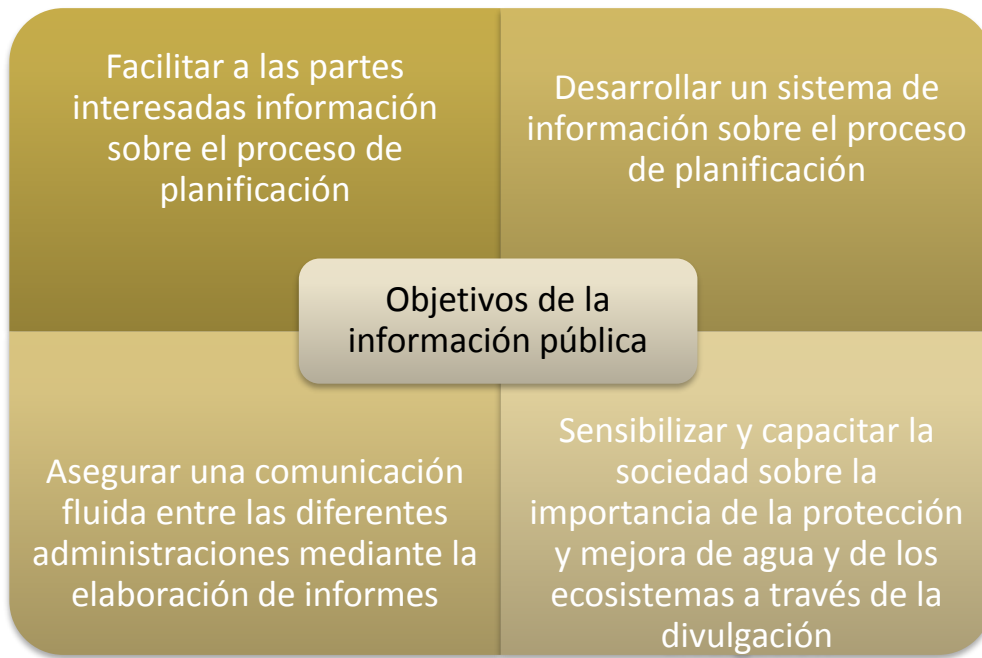 Facilitar a las partes
interesadas información
sobre el proceso de
planificación
Desarrollar un sistema de
información sobre el proceso
de planificación
Objetivos de la
información pública
Asegurar una comunicación
fluida entre las diferentes
administraciones mediante la
elaboración de informes
Sensibilizar y capacitar la
sociedad sobre la
importancia de la protección
y mejora de agua y de los
ecosistemas a través de la
divulgación